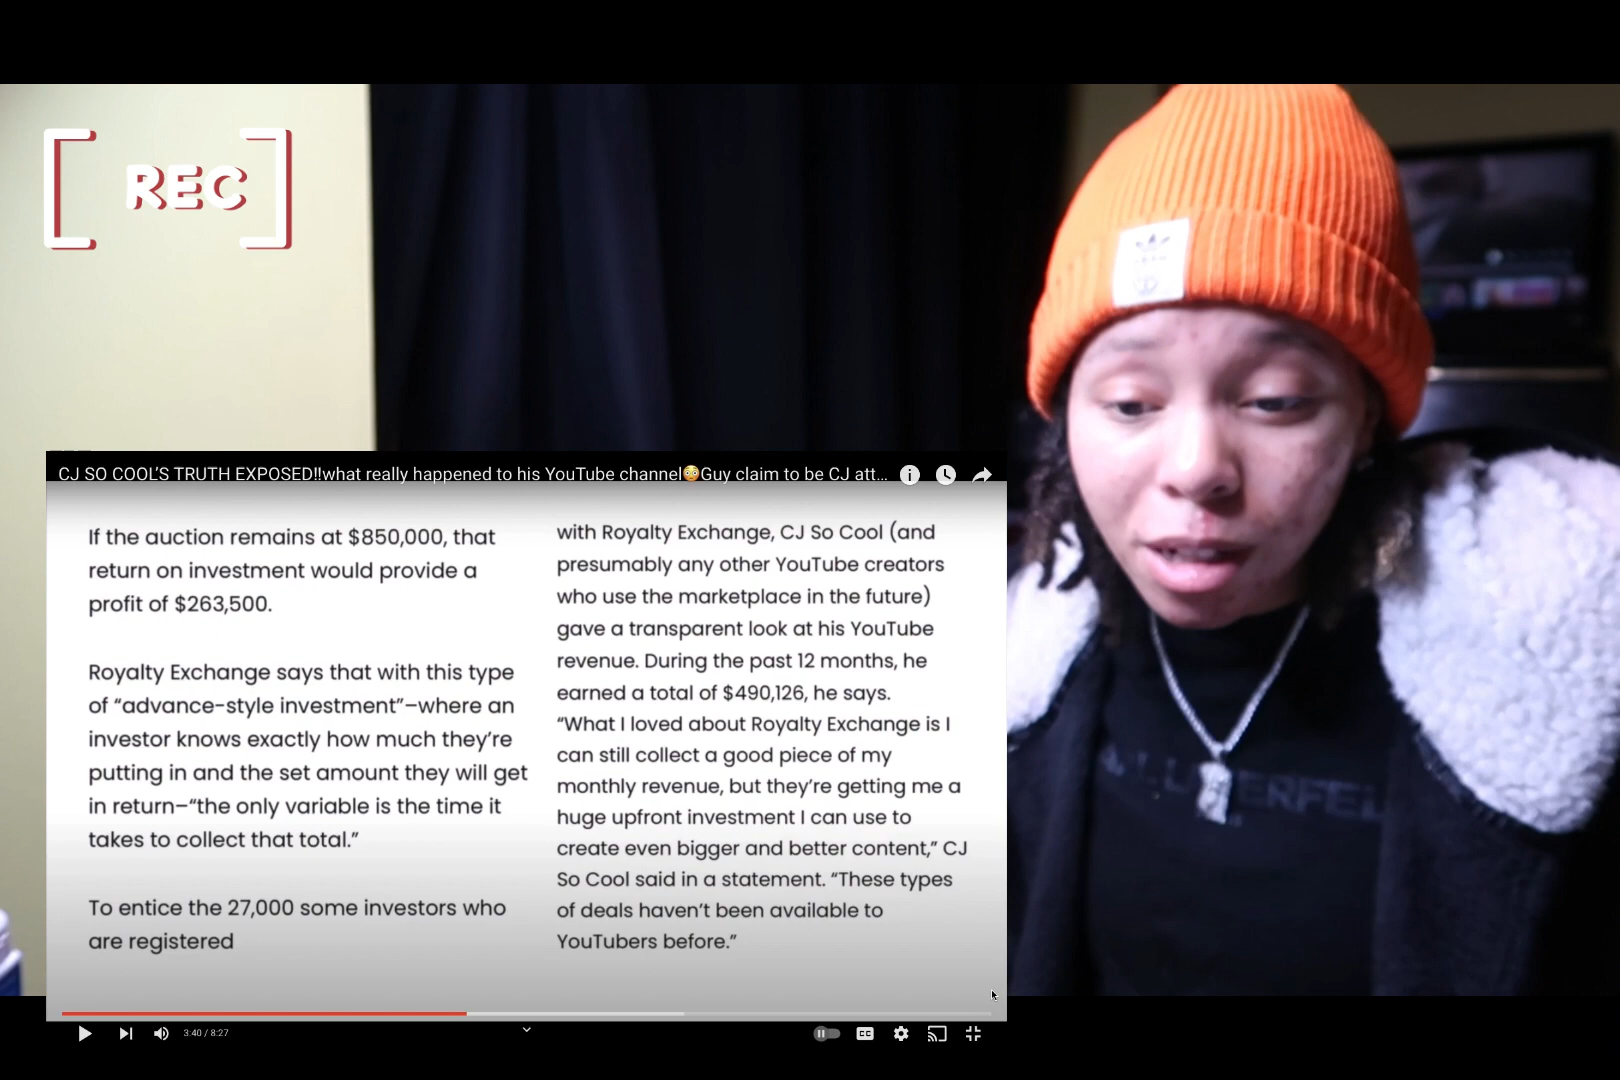 REC
CJ SO COOL'S TRUTH EXPOSED!!what really happened to his YouTube channel😳Guy claim to be CJ att...
If the auction remains at $850,000, that
return on investment would provide a
profit of $263,500.
Royalty Exchange says that with this type
of “advance-style investment”–where an
investor knows exactly how much they're
putting in and the set amount they will get
in return–“the only variable is the time it
takes to collect that total.”
To entice the 27,000 some investors who
are registered
with Royalty Exchange, CJ So Cool (and
presumably any other YouTube creators
who use the marketplace in the future)
gave a transparent look at his YouTube
revenue. During the past 12 months, he
earned a total of $490,126, he says.
“What I loved about Royalty Exchange is I
can still collect a good piece of my
monthly revenue, but they're getting me a
huge upfront investment I can use to
create even bigger and better content,” CJ
So Cool said in a statement. “These types
of deals haven't been available to
YouTubers before.”
3:40 / 8:27
CC